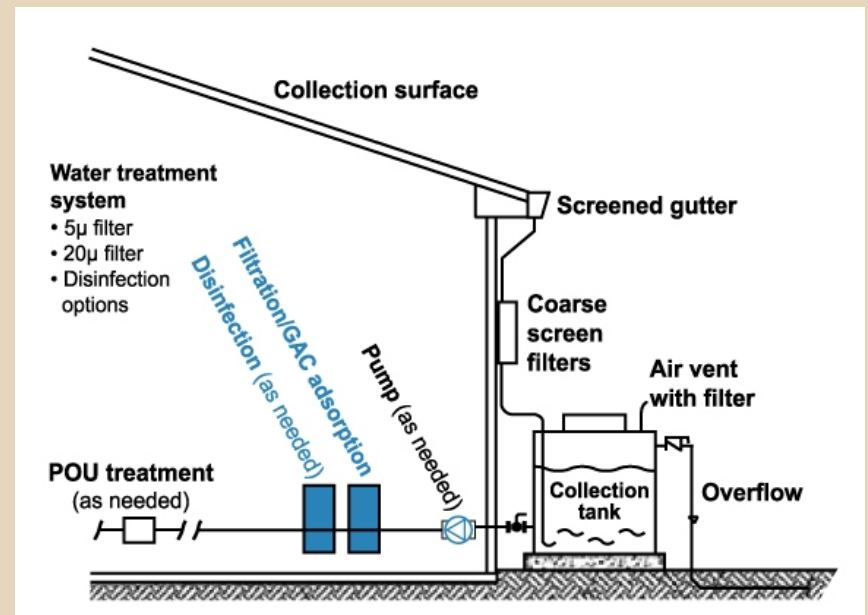 Collection surface
Water treatment
system
• 5µ filter
• 20µ filter
• Disinfection
options
Screened gutter
Disinfection (as needed)
Filtration/GAC adsorption
Pump (as needed)
Coarse
screen
filters
Air vent
with filter
POU treatment
(as needed)
Collection
tank
Overflow